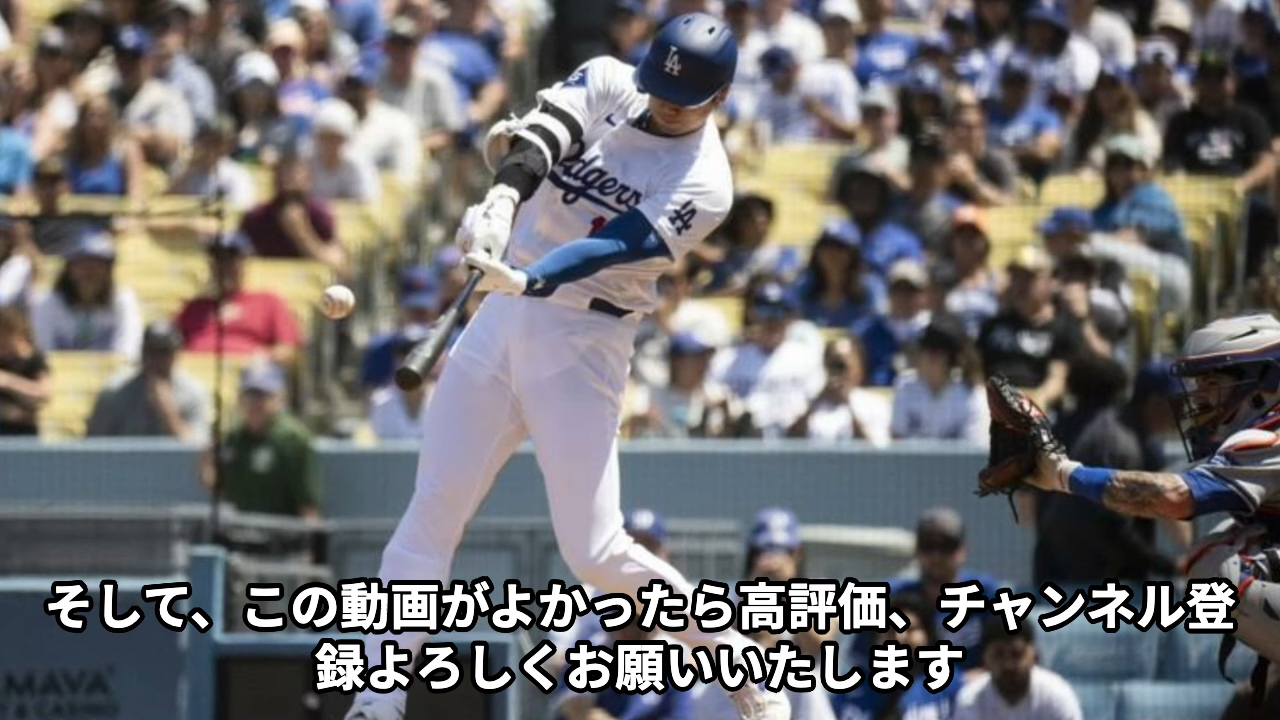 LA
Dodgers
LA
そして、この動画がよかったら高評価、チャンネル登
録よろしくお願いいたします